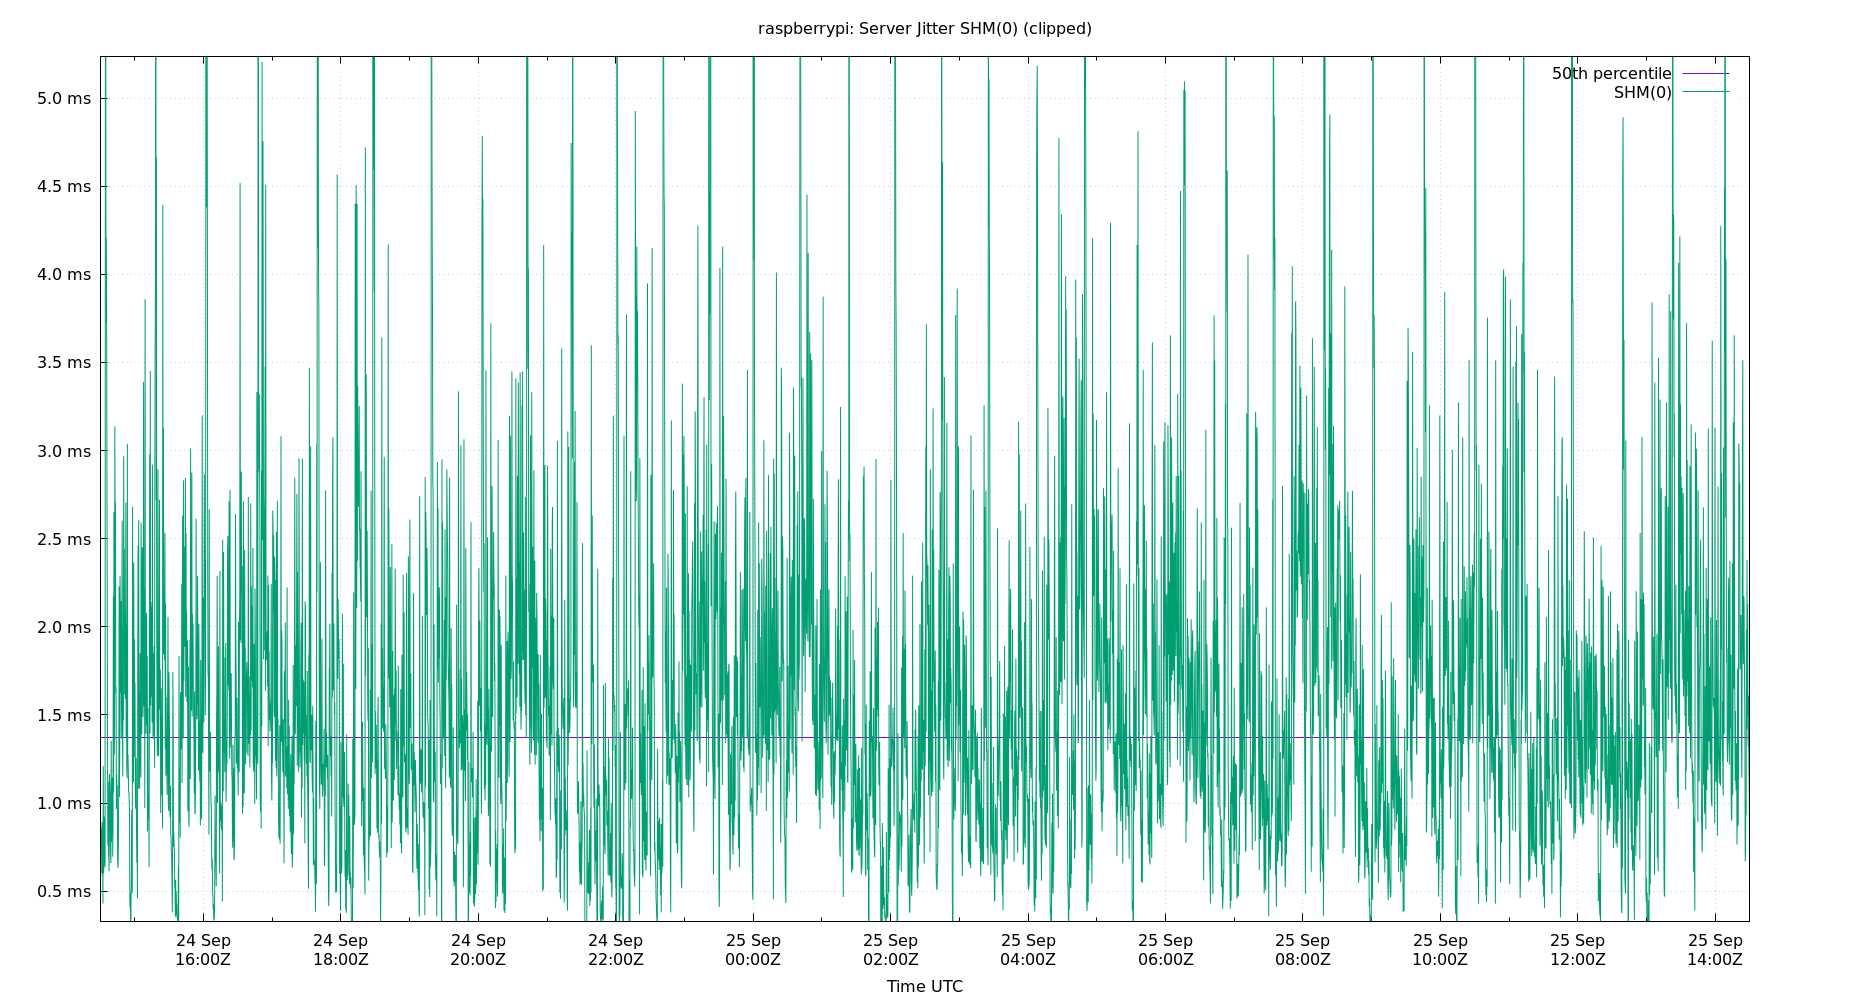 raspberrypi: Server Jitter SHM(0) (clipped)
50th percentile
SHM(0)
5.0 ms
4.5 ms
4.0 ms
3.5 ms
3.0 ms
2.5 ms
2.0 ms
1.5 ms
1.0 ms
0.5 ms
24 Sep 24 Sep 24 Sep 24 Sep 25 Sep 25 Sep 25 Sep 25 Sep 25 Sep 25 Sep 25 Sep 25 Sep
16:00Z 18:00Z 20:00Z 22:00Z 00:00Z 02:00Z 04:00Z 06:00Z 08:00Z 10:00Z 12:00Z 14:00Z
Time UTC